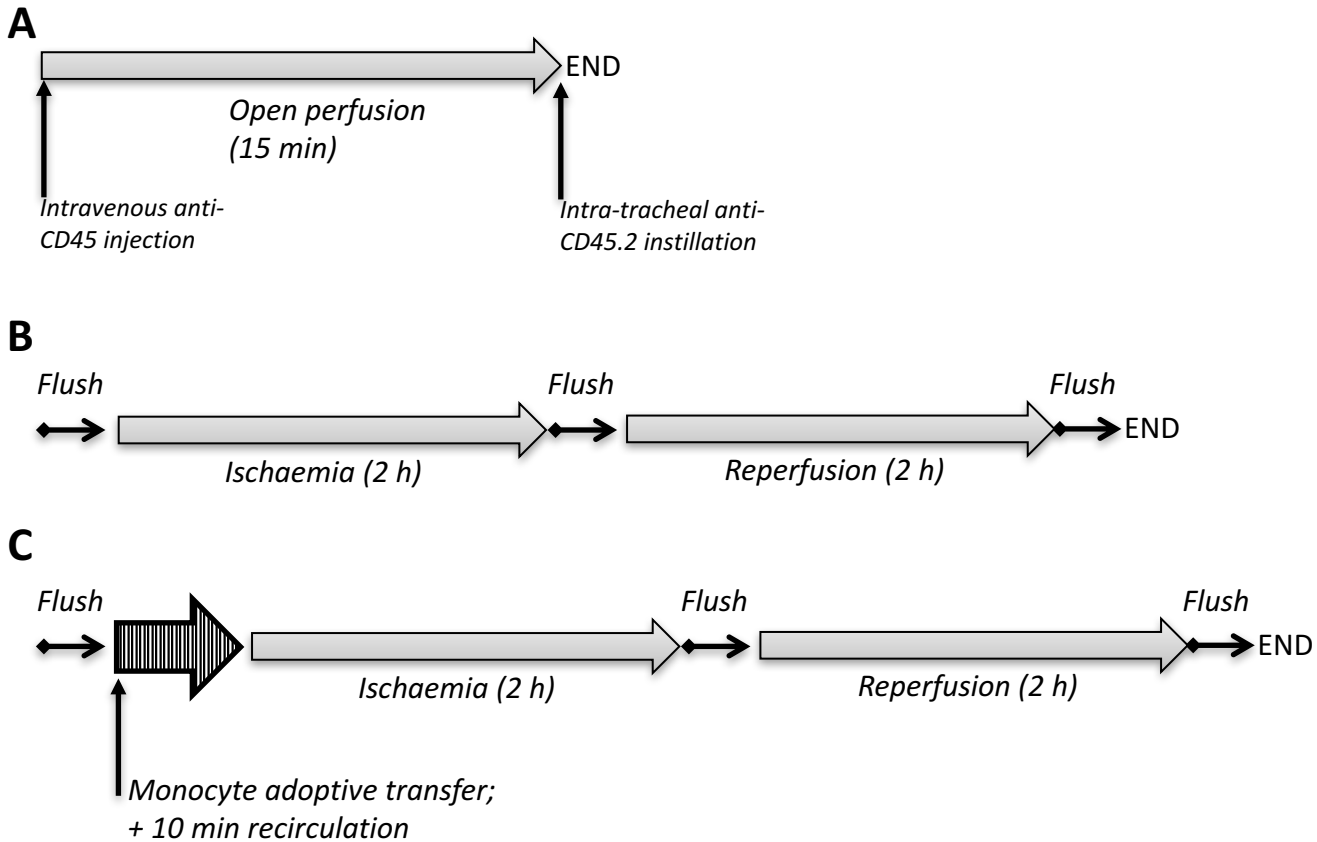 A
END
Open perfusion
(15 min)
Intravenous anti-
CD45 injection
Intra-tracheal anti-
CD45.2 instillation
B
Flush
Flush
Flush
END
Ischaemia (2 h)
Reperfusion (2 h)
C
Flush
Flush
Flush
END
Ischaemia (2 h)
Reperfusion (2 h)
Monocyte adoptive transfer;
+ 10 min recirculation